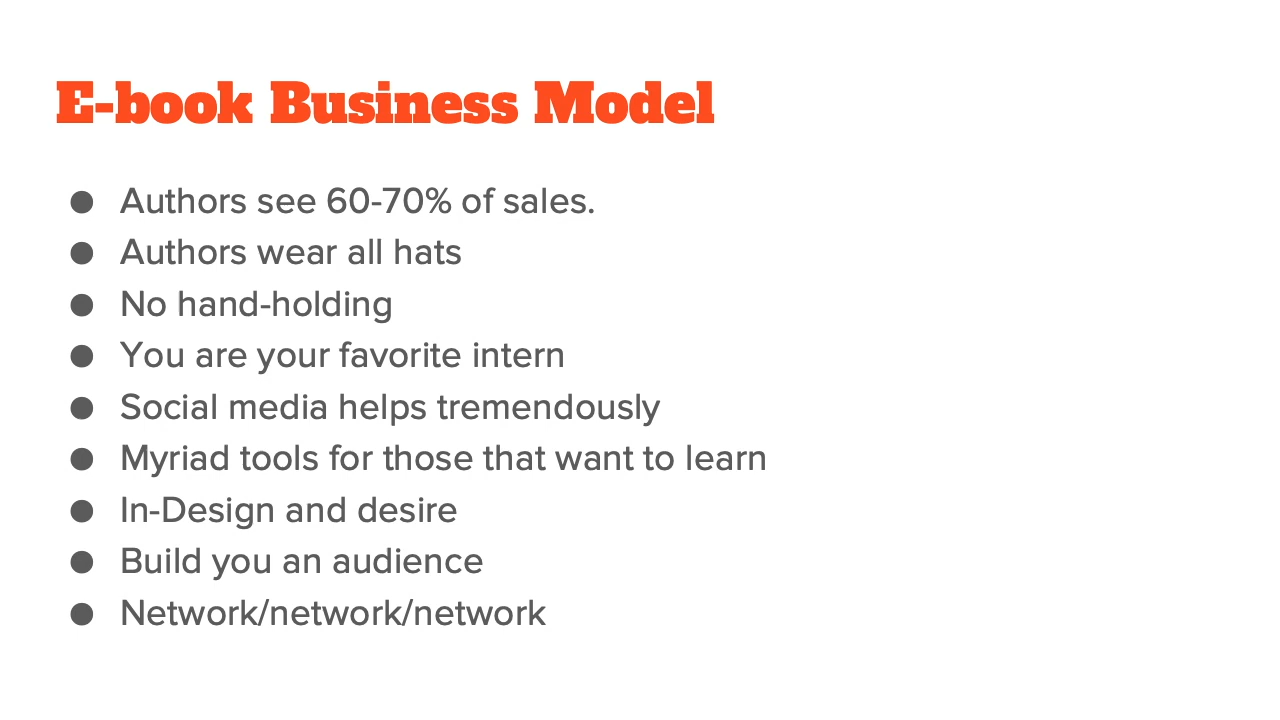 E-book Business Model
● Authors see 60-70% of sales.
● Authors wear all hats
● No hand-holding
● You are your favorite intern
● Social media helps tremendously
● Myriad tools for those that want to learn
● In-Design and desire
● Build you an audience
● Network/network/network